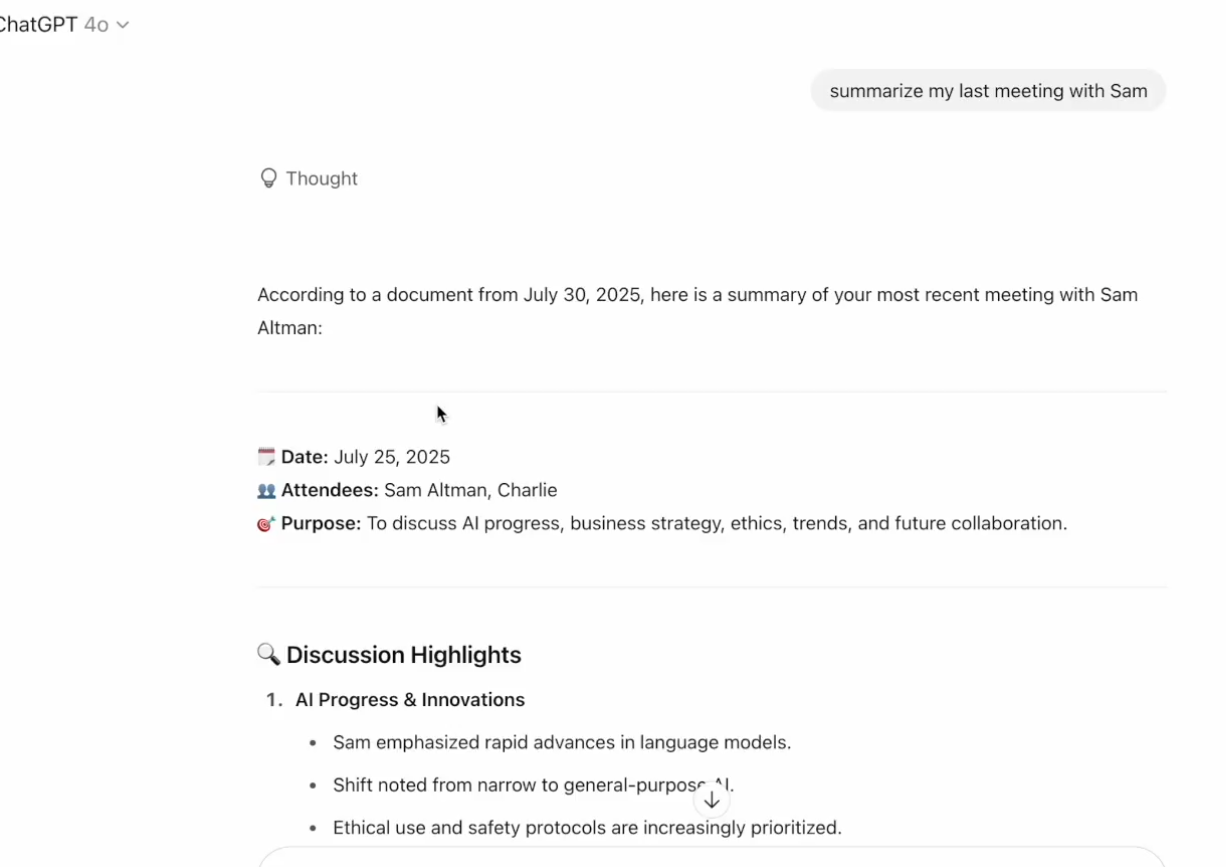 ChatGPT 4o
summarize my last meeting with Sam
Thought
According to a document from July 30, 2025, here is a summary of your most recent meeting with Sam
Altman:
Date: July 25, 2025
Attendees: Sam Altman, Charlie
Purpose: To discuss AI progress, business strategy, ethics, trends, and future collaboration.
Discussion Highlights
1. AI Progress & Innovations
• Sam emphasized rapid advances in language models.
• Shift noted from narrow to general-purpose AI.
• Ethical use and safety protocols are increasingly prioritized.